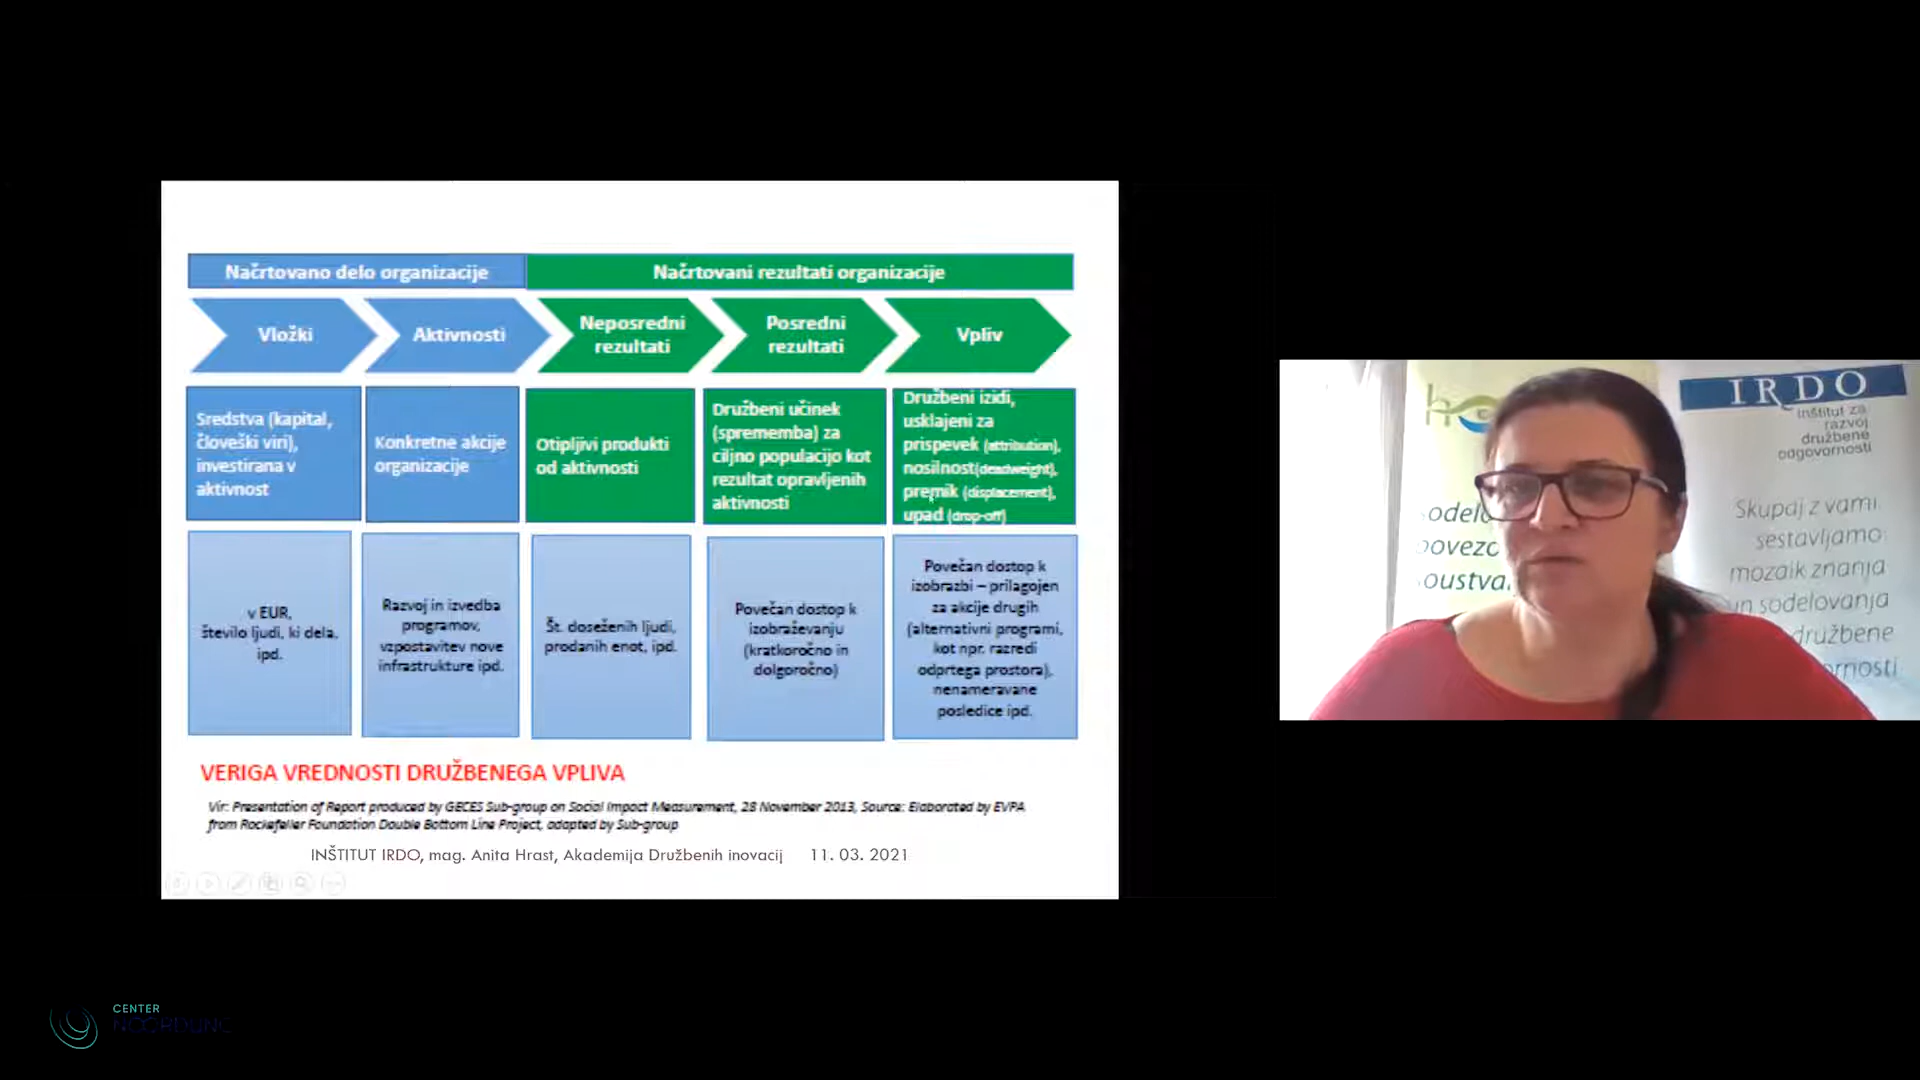 Načrtovano delo organizacije
Načrtovani rezultati organizacije
Vložki
Aktivnosti
Neposredni
rezultati
Posredni
rezultati
Vpliv
Sredstva (kapital,
človeški viri),
investirana v
aktivnost
Konkretne akcije
organizacije
Otipljivi produkti
od aktivnosti
Družbeni učinek
(sprememba) za
ciljno populacijo kot
rezultat opravljenih
aktivnosti
Družbeni izidi,
usklajeni za
prispevek (attribution),
nosilnost(deadweight),
premik (displacement),
upad (drop-off)
v EUR,
število ljudi, ki dela,
ipd.
Razvoj in izvedba
programov,
vzpostavitev nove
infrastrukture ipd.
Št. doseženih ljudi,
prodanih enot, ipd.
Povečan dostop k
izobraževanju
(kratkoročno in
dolgoročno)
Povečan dostop k
izobrazbi – prilagojen
za akcije drugih
(alternativni programi,
kot npr. razredi
odprtega prostora),
nenameravane
posledice ipd.
VERIGA VREDNOSTI DRUŽBENEGA VPLIVA
Vir: Presentation of Report produced by GECES Sub-group on Social Impact Measurement, 28 November 2013, Source: Elaborated by EVPA
from Rockefeller Foundation Double Bottom Line Project, adapted by Sub-group
INŠTITUT IRDO, mag. Anita Hrast, Akademija Družbenih inovacij 11. 03. 2021
IRDO
Inštitut za
razvoj
družbene
odgovornosti
Skupaj z vami
sestavljamo
mozaik znanja
in sodelovanja
družbene
CENTER
NOORDUNG